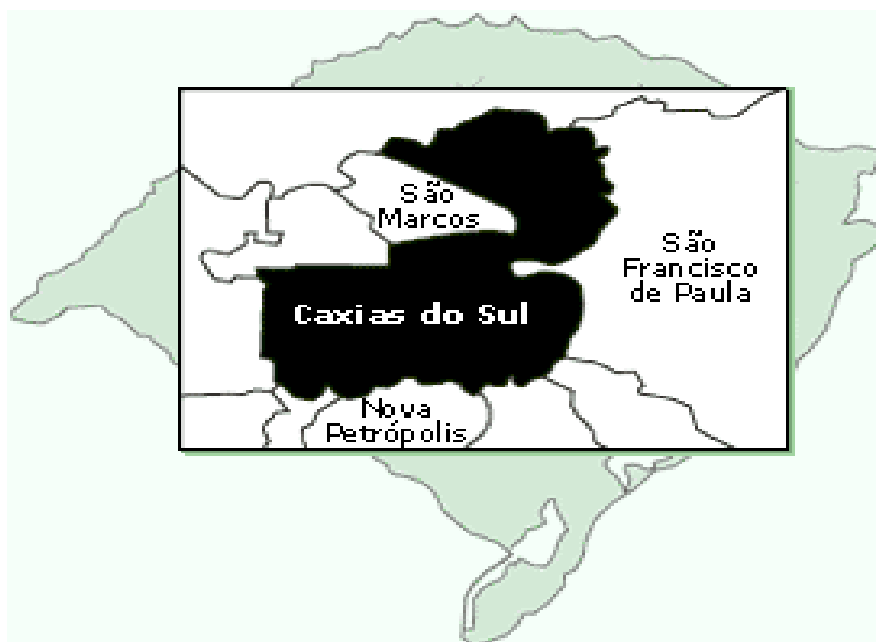 São
Marcos
São
Francisco
de Paula
Caxias do Sul
Nova
Petrópolis